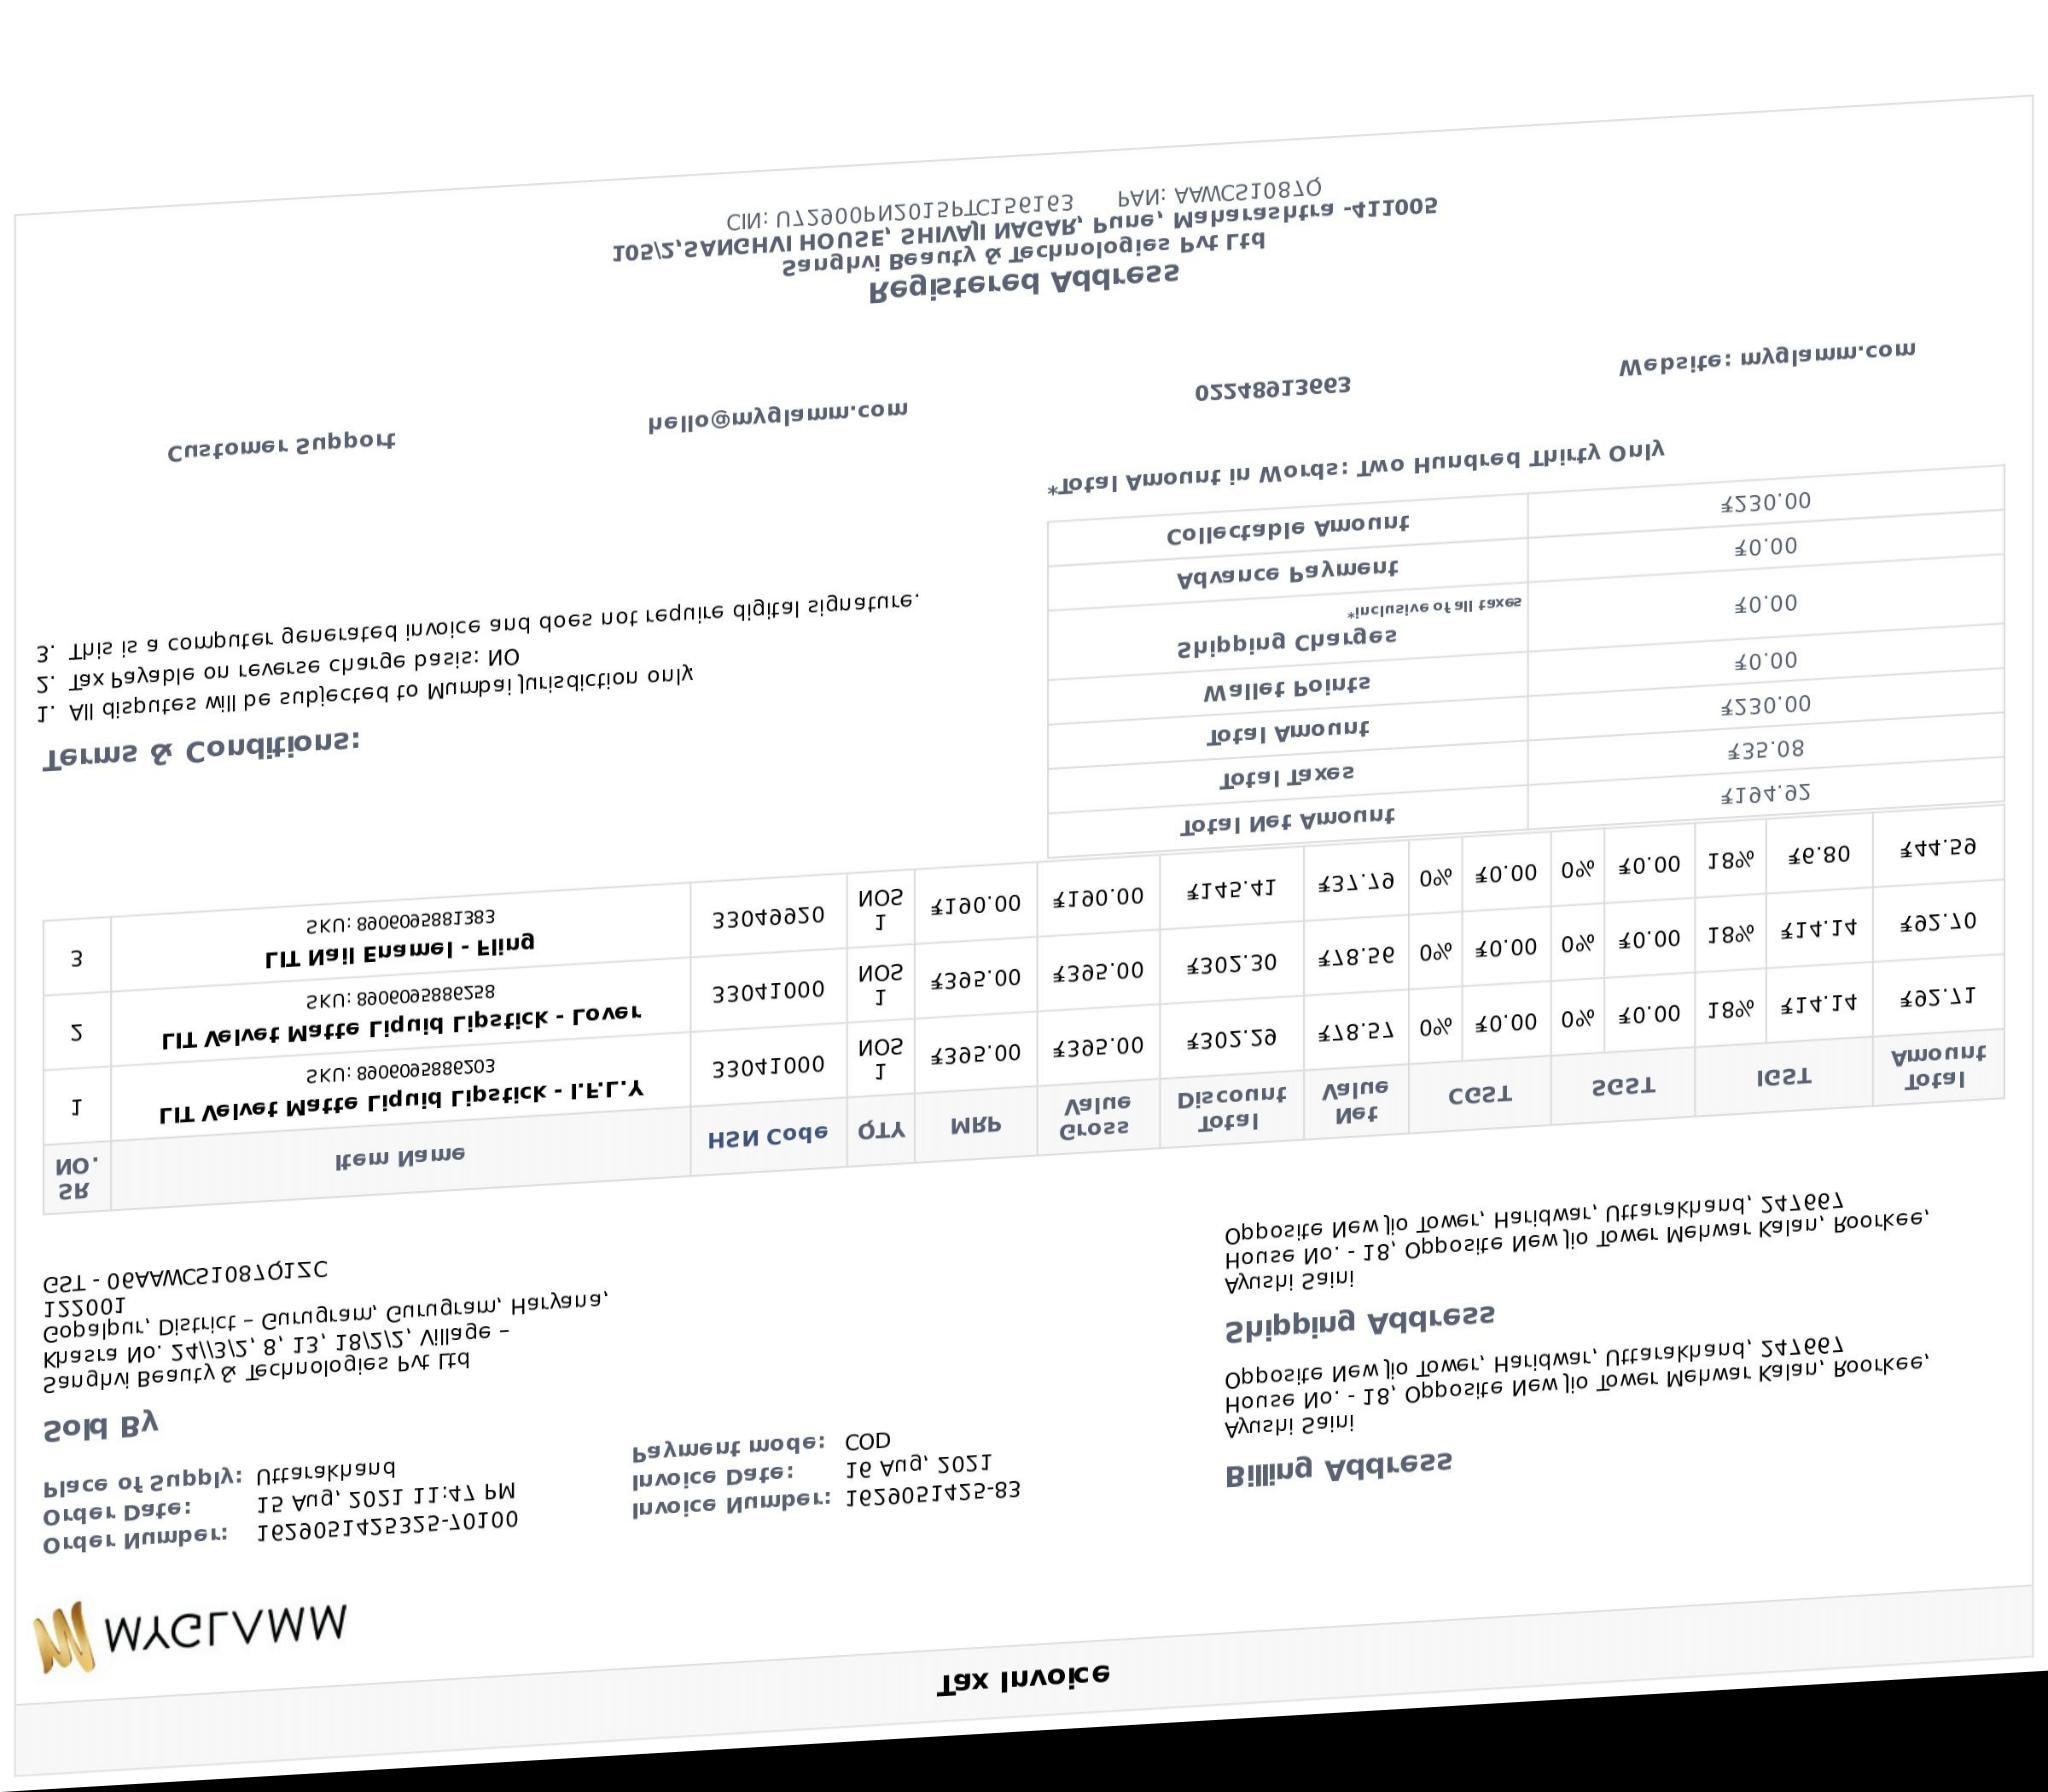 Tax Invoice
MYGLAMM
Order Number: 1629051425325-70100
Order Date: 15 Aug, 2021 11:47 PM
Place of Supply: Uttarakhand
Invoice Number: 1629051425-83
Invoice Date: 16 Aug, 2021
Payment mode: COD
Billing Address
Ayushi Saini
House No. - 18, Opposite New Jio Tower Mehwar Kalan, Roorkee,
Opposite New Jio Tower, Haridwar, Uttarakhand, 247667
Shipping Address
Ayushi Saini
House No. - 18, Opposite New Jio Tower Mehwar Kalan, Roorkee,
Opposite New Jio Tower, Haridwar, Uttarakhand, 247667
Sold By
Sanghvi Beauty & Technologies Pvt Ltd
Khasra No. 24//3/2, 8, 13, 18/2/2, Village –
Gopalpur, District – Gurugram, Gurugram, Haryana,
122001
GST - 06AAWCS1087Q1ZC
SR NO. Item Name HSN Code QTY MRP Gross Value Total Discount Net Value CGST SGST IGST Total Amount
1 LIT Velvet Matte Liquid Lipstick - I.F.L.Y 33041000 1 NOS ₹395.00 ₹395.00 ₹302.29 ₹78.57 0% ₹0.00 0% ₹0.00 18% ₹14.14 ₹92.71
SKU: 8906095886203
2 LIT Velvet Matte Liquid Lipstick - Lover 33041000 1 NOS ₹395.00 ₹395.00 ₹302.30 ₹78.56 0% ₹0.00 0% ₹0.00 18% ₹14.14 ₹92.70
SKU: 8906095886258
3 LIT Nail Enamel - Fling 33049920 1 NOS ₹190.00 ₹190.00 ₹145.41 ₹37.79 0% ₹0.00 0% ₹0.00 18% ₹6.80 ₹44.59
SKU: 8906095881383
Total Net Amount ₹194.92
Total Taxes ₹35.08
Total Amount ₹230.00
Wallet Points ₹0.00
Shipping Charges ₹0.00
*inclusive of all taxes
Advance Payment ₹0.00
Collectable Amount ₹230.00
*Total Amount in Words: Two Hundred Thirty Only
Terms & Conditions:
1. All disputes will be subjected to Mumbai Jurisdiction only
2. Tax Payable on reverse charge basis: NO
3. This is a computer generated invoice and does not require digital signature.
Customer Support hello@myglamm.com 02248913663 Website: myglamm.com
Registered Address
Sanghvi Beauty & Technologies Pvt Ltd
105/2,SANGHVI HOUSE, SHIVAJI NAGAR, Pune, Maharashtra -411005
CIN: U72900PN2015PTC156163 PAN: AAWCS1087Q